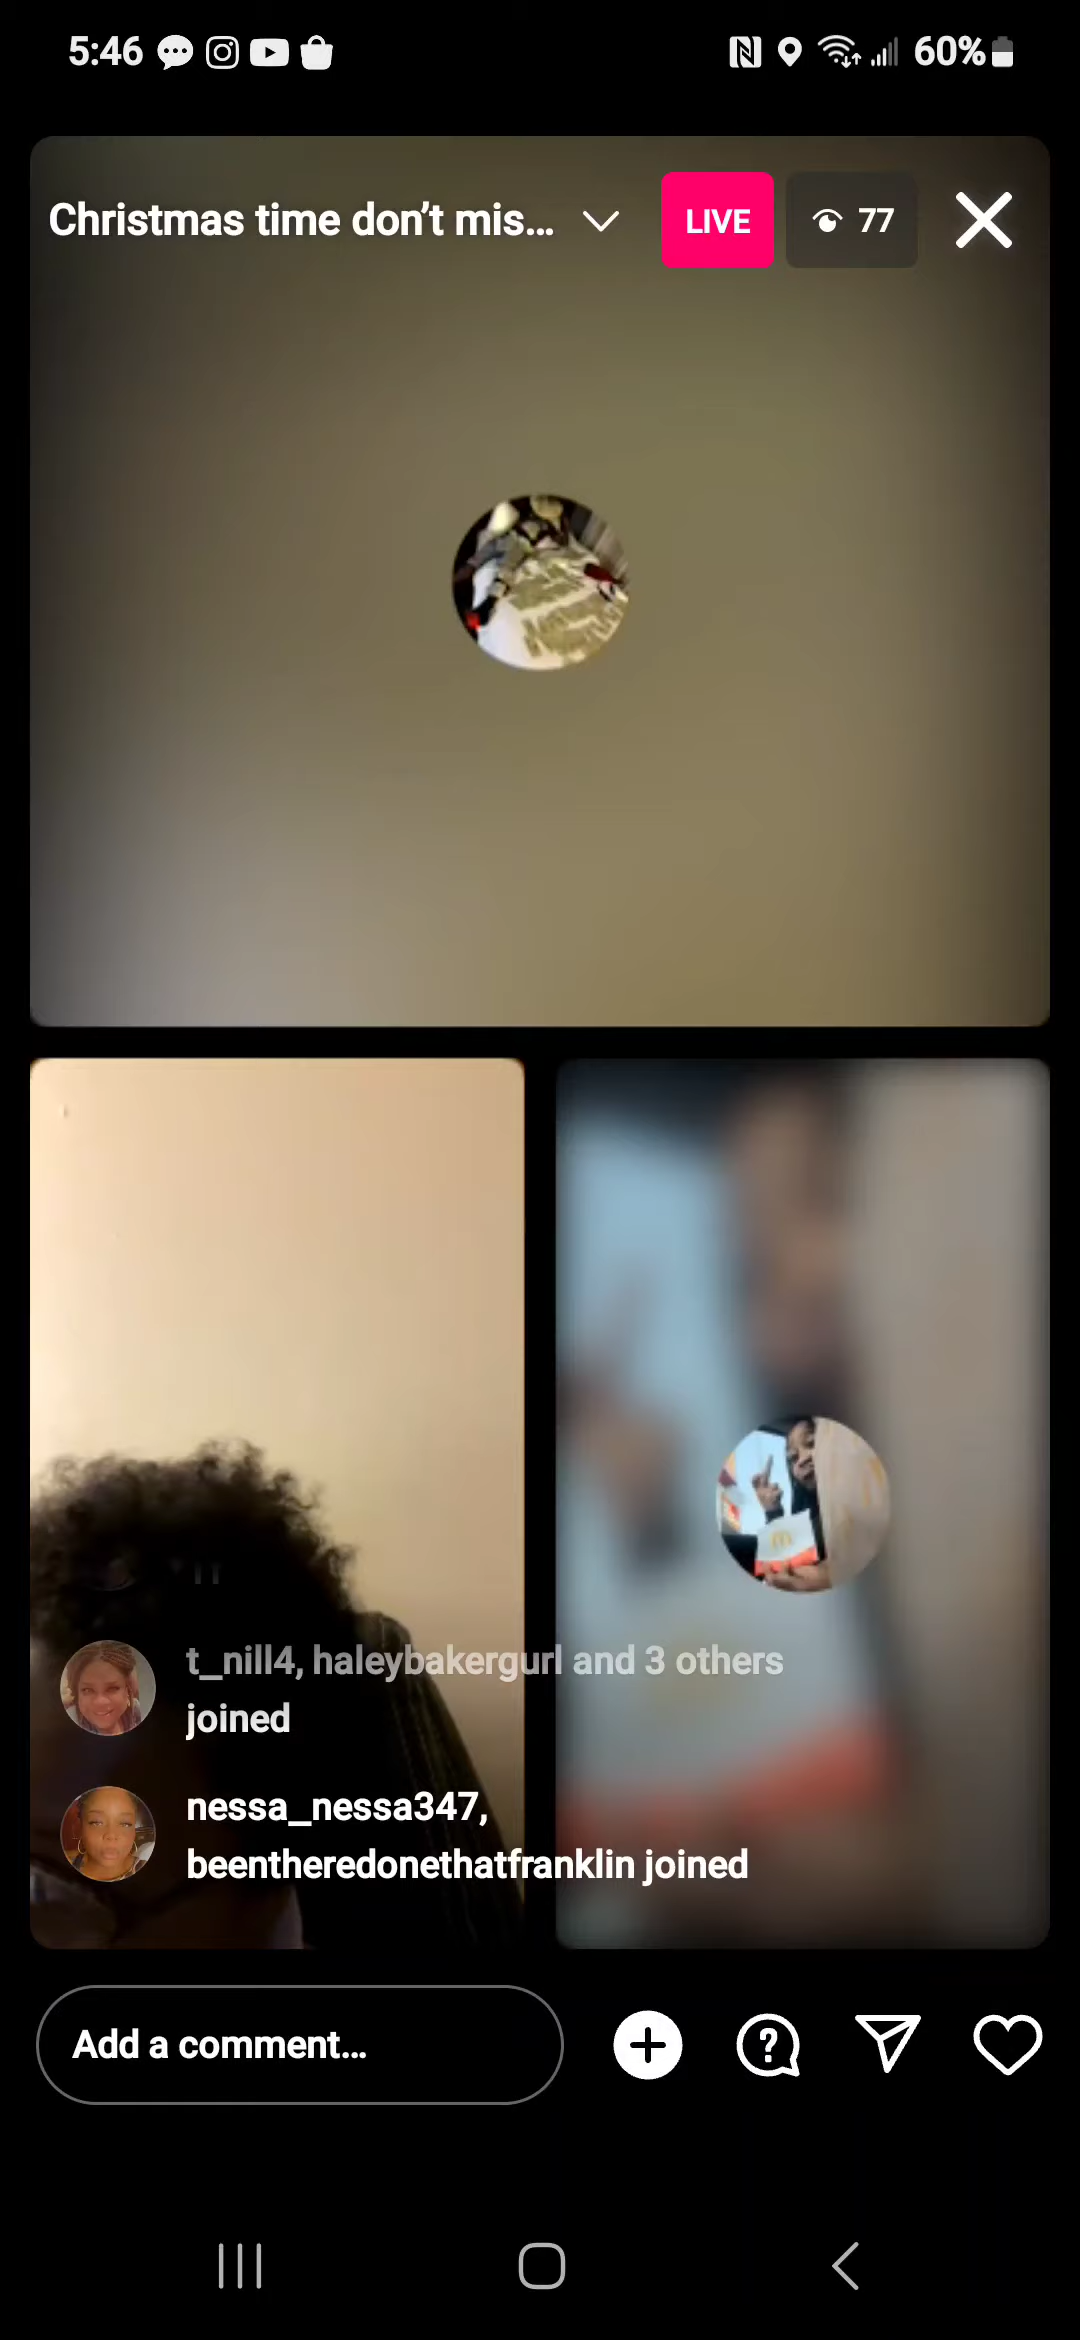 5:46 60%
Christmas time don’t mis... LIVE 77
t_nill4, haleybakergurl and 3 others
joined
nessa_nessa347,
beentheredonethatfranklin joined
Add a comment...